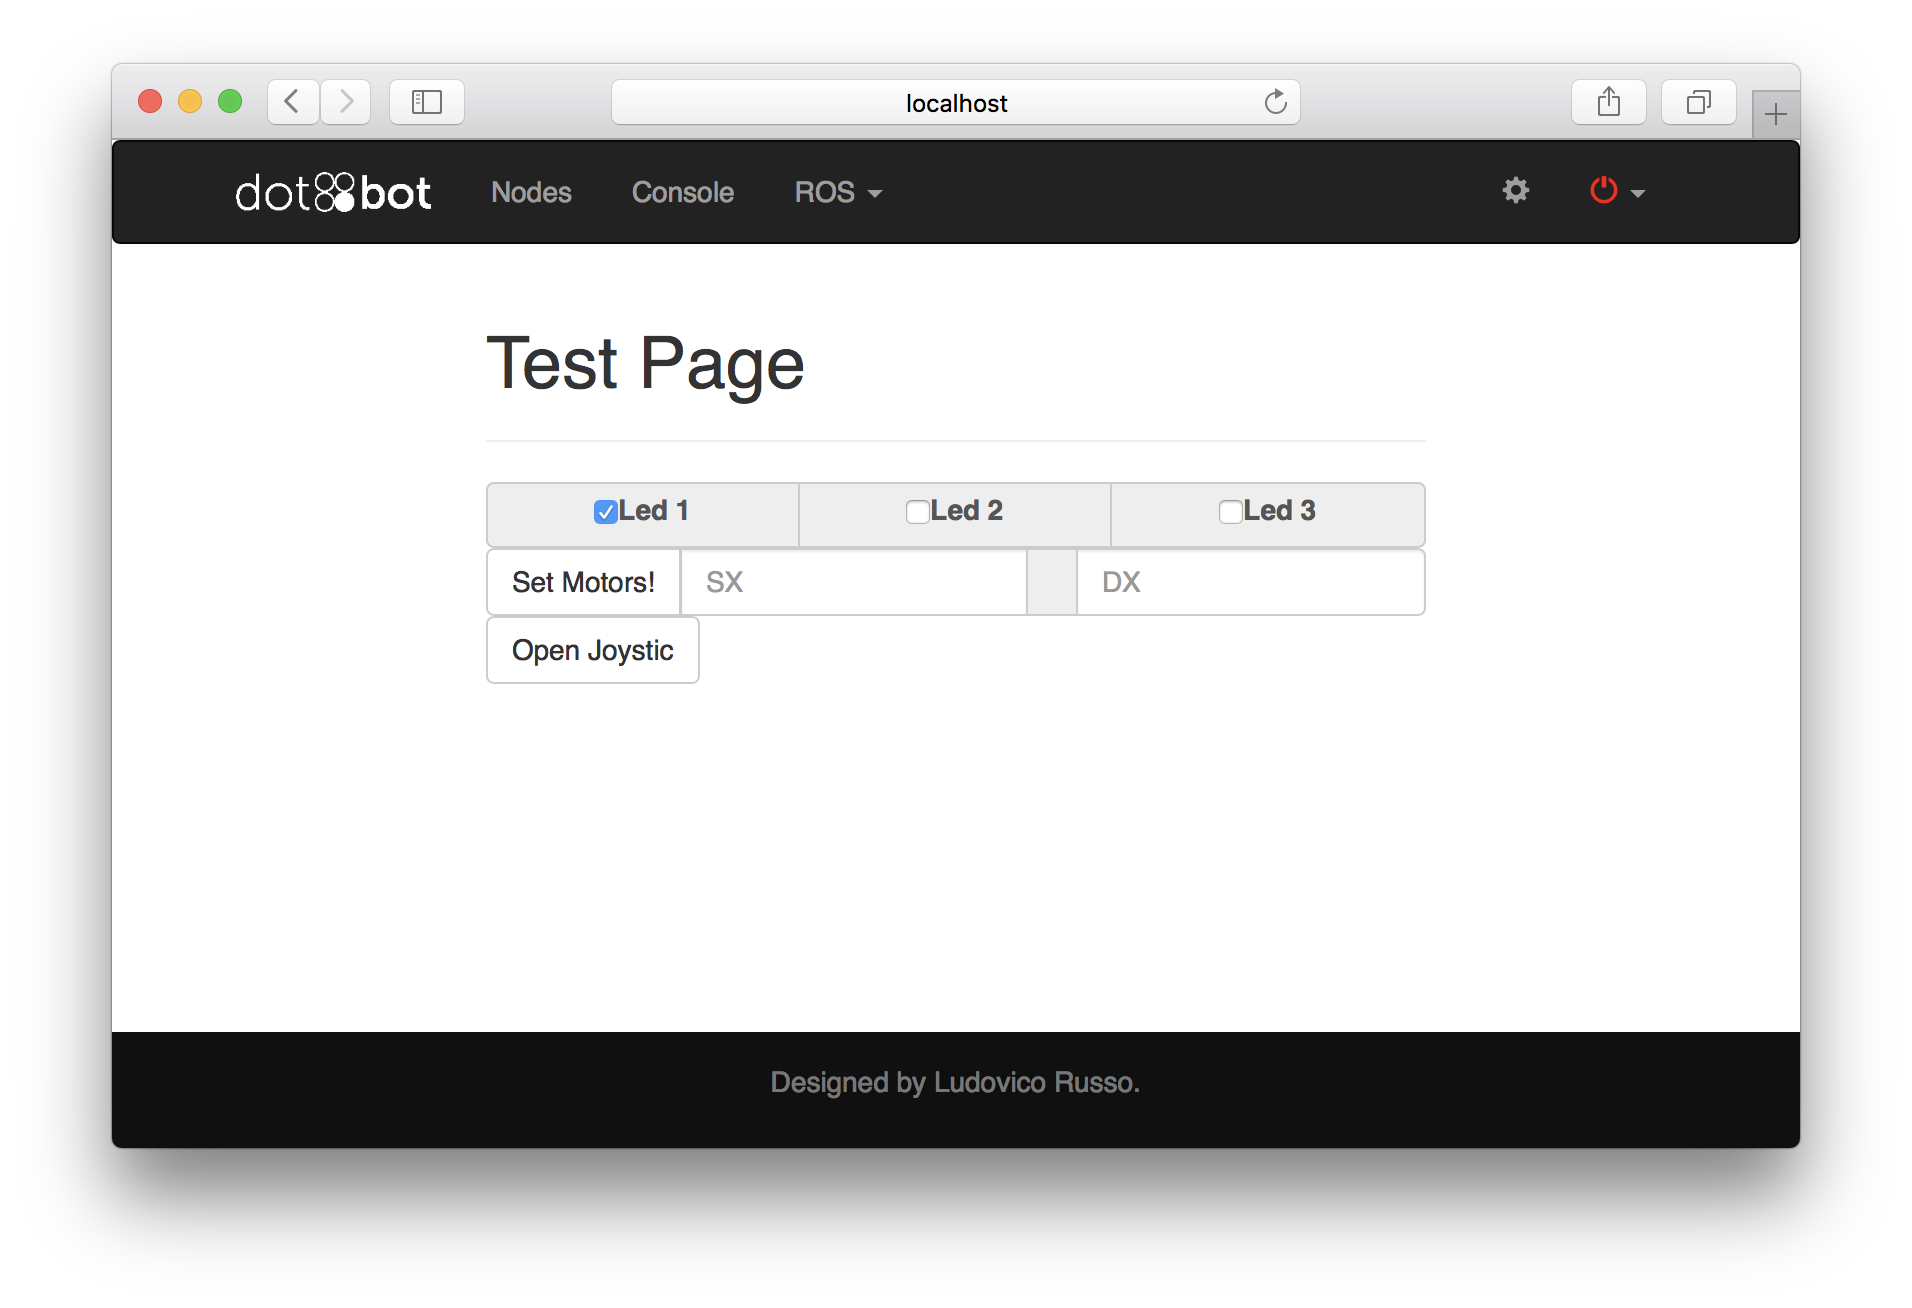 localhost
dotbot Nodes Console ROS
Test Page
Led 1 Led 2 Led 3
Set Motors! SX DX
Open Joystic
Designed by Ludovico Russo.